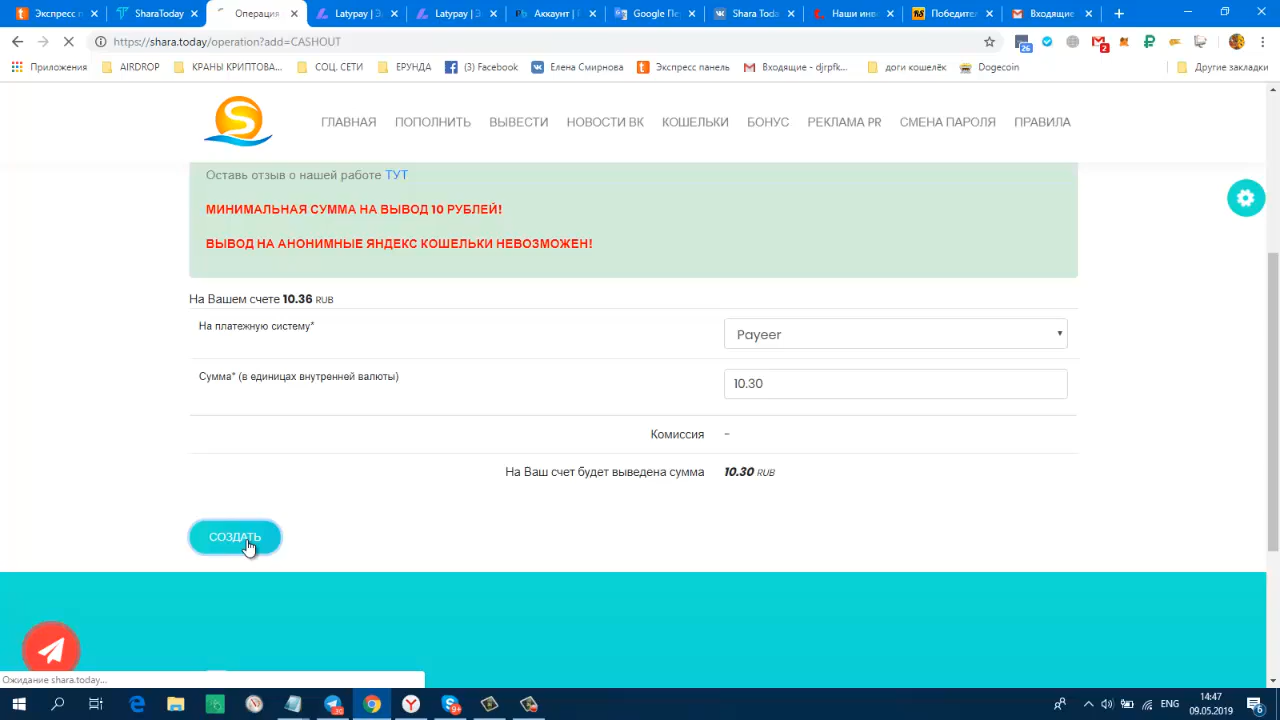 Экспресс п
SharaToday
Операция
Latypay | Э
Latypay | Э
Аккаунт | 
Google Пе
Shara Toda
Наши инв
Победител
Входящие
https://shara.today/operation?add=CASHOUT
26
2
Приложения
AIRDROP
КРАНЫ КРИПТОВА...
СОЦ. СЕТИ
ЕРУНДА
(3) Facebook
Елена Смирнова
Экспресс панель
Входящие - djrpfk...
доги кошелёк
Dogecoin
Другие закладки
ГЛАВНАЯ
ПОПОЛНИТЬ
ВЫВЕСТИ
НОВОСТИ ВК
КОШЕЛЬКИ
БОНУС
РЕКЛАМА PR
СМЕНА ПАРОЛЯ
ПРАВИЛА
Оставь отзыв о нашей работе ТУТ
МИНИМАЛЬНАЯ СУММА НА ВЫВОД 10 РУБЛЕЙ!
ВЫВОД НА АНОНИМНЫЕ ЯНДЕКС КОШЕЛЬКИ НЕВОЗМОЖЕН!
На Вашем счете 10.36 RUB
На платежную систему*
Payeer
Сумма* (в единицах внутренней валюты)
10.30
Комиссия -
На Ваш счет будет выведена сумма 10.30 RUB
СОЗДАТЬ
Ожидание shara.today...
ENG
14:47
09.05.2019